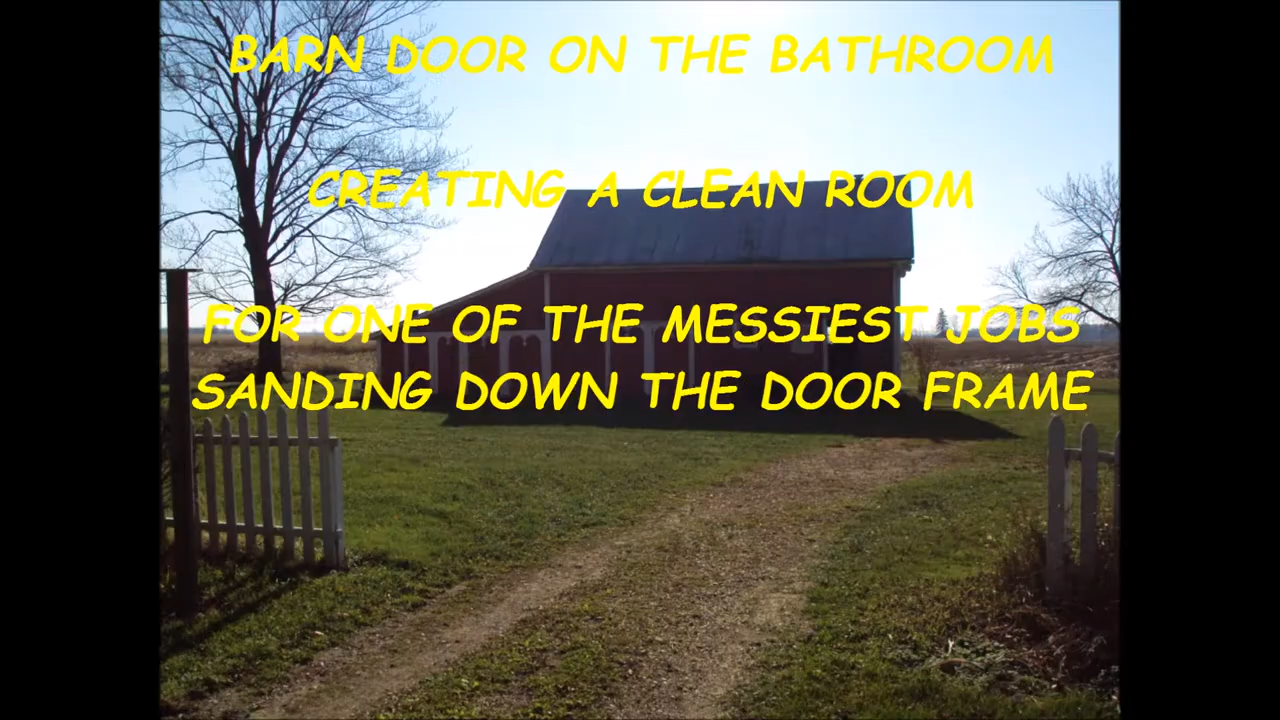 BARN DOOR ON THE BATHROOM
CREATING A CLEAN ROOM
FOR ONE OF THE MESSIEST JOBS
SANDING DOWN THE DOOR FRAME